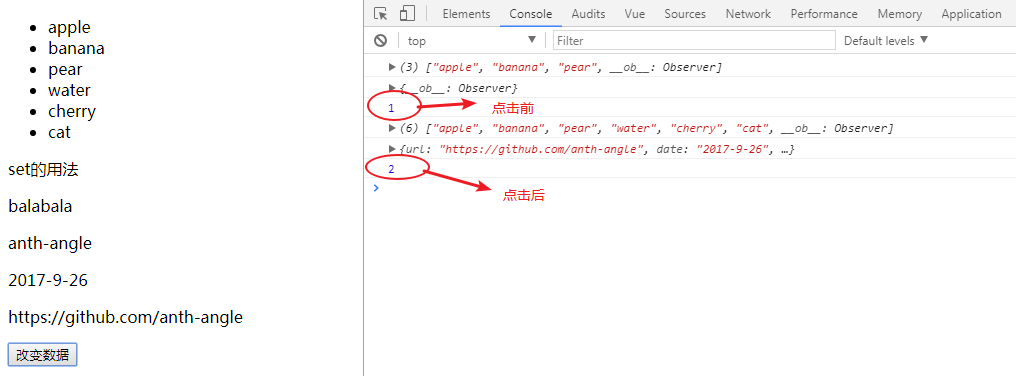 apple
banana
pear
water
cherry
cat
set的用法
balabala
anth-angle
2017-9-26
https://github.com/anth-angle
改变数据
Elements Console Audits Vue Sources Network Performance Memory Application
top Filter Default levels
(3) ["apple", "banana", "pear", __ob__: Observer]
{__ob__: Observer}
1 点击前
(6) ["apple", "banana", "pear", "water", "cherry", "cat", __ob__: Observer]
{url: "https://github.com/anth-angle", date: "2017-9-26", …}
2
点击后